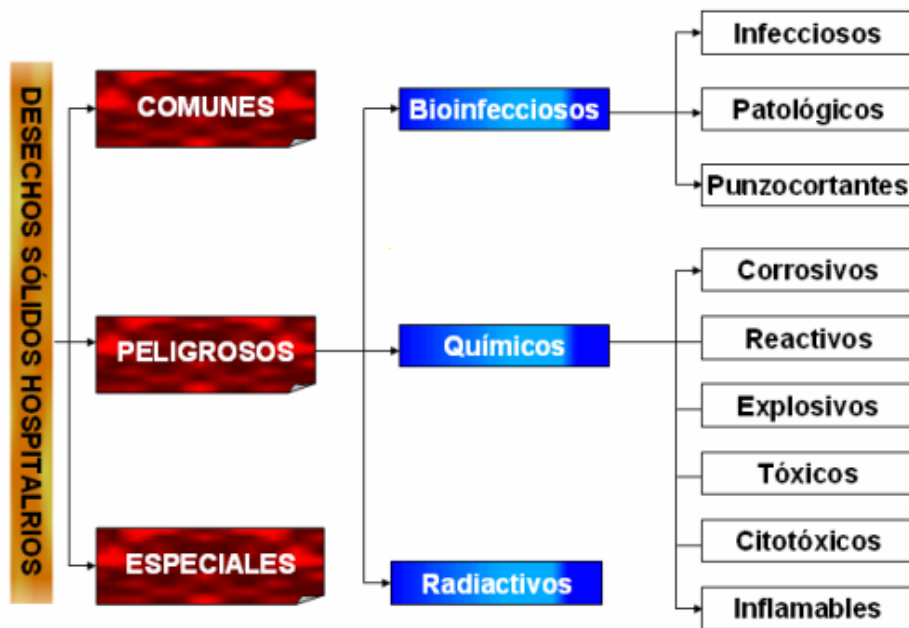 DESECHOS SÓLIDOS HOSPITALRIOS
COMUNES
PELIGROSOS
ESPECIALES
Bioinfecciosos
Químicos
Radiactivos
Infecciosos
Patológicos
Punzocortantes
Corrosivos
Reactivos
Explosivos
Tóxicos
Citotóxicos
Inflamables